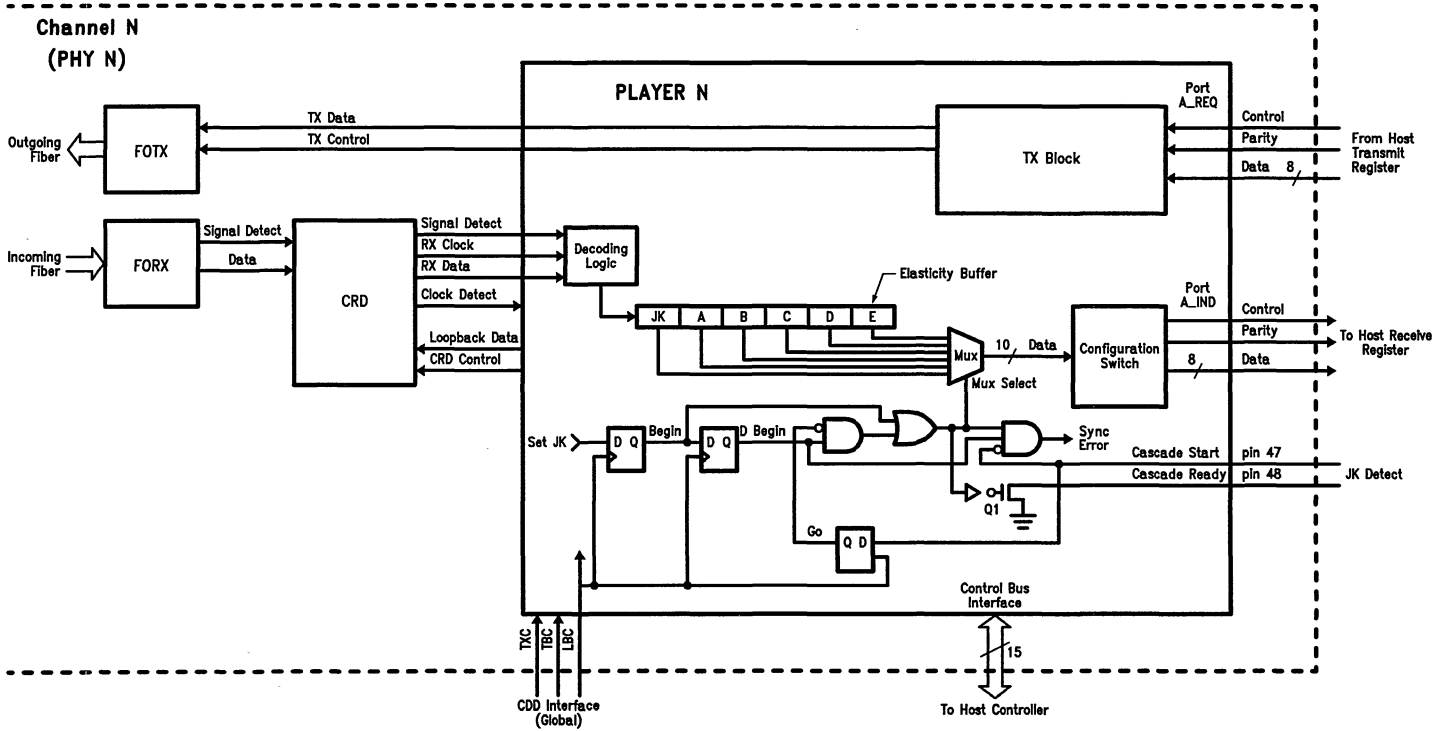 Channel N
(PHY N)
PLAYER N
Port
A_REQ
Outgoing
Fiber
FOTX
TX Data
TX Control
TX Block
Control
Parity
Data 8
From Host
Transmit
Register
Incoming
Fiber
FORX
Signal Detect
Data
CRD
Signal Detect
RX Clock
RX Data
Clock Detect
Loopback Data
CRD Control
Decoding
Logic
Elasticity Buffer
JK A B C D E
Mux
10 Data
Mux Select
Configuration
Switch
Port
A_IND
Control
Parity
8 Data
To Host Receive
Register
Set JK
D Q
Begin
D Q
D Begin
Sync
Error
Cascade Start pin 47
Cascade Ready pin 48
JK Detect
Q1
Go
Q D
Control Bus
Interface
15
To Host Controller
TXC
TBC
LBC
CDD Interface
(Global)